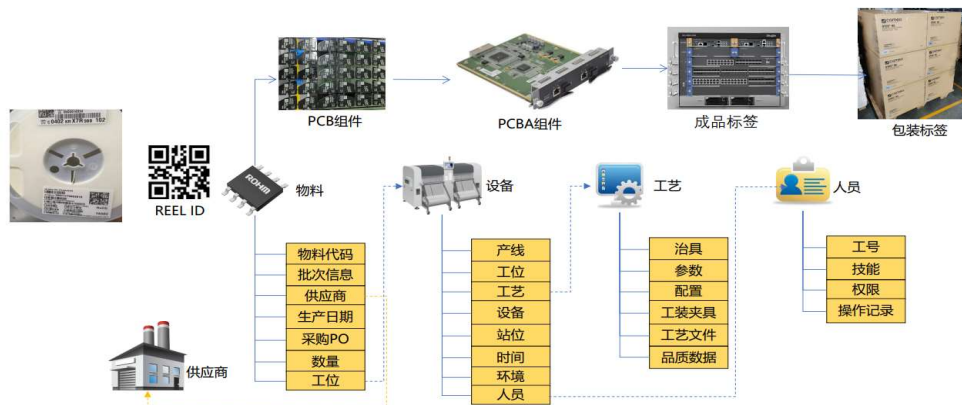 PCB组件
PCBA组件
成品标签
包装标签
0402
X7R
102
REEL ID
ROHM
物料
设备
工艺
人员
物料代码
批次信息
供应商
生产日期
采购PO
数量
工位
产线
工位
工艺
设备
站位
时间
环境
人员
治具
参数
配置
工装夹具
工艺文件
品质数据
工号
技能
权限
操作记录
供应商